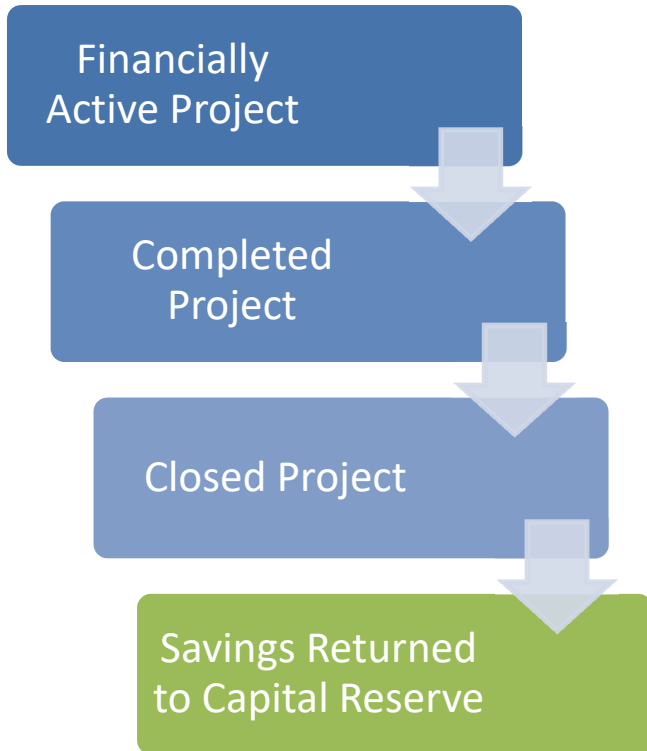 Financially
Active Project
Completed
Project
Closed Project
Savings Returned
to Capital Reserve